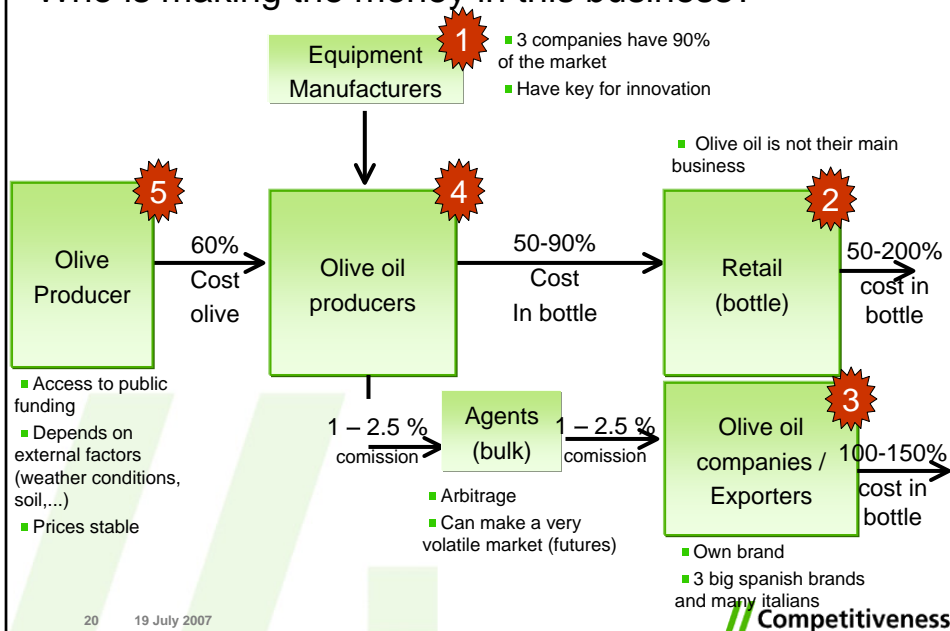 Who is making the money in this business?
1
Equipment
Manufacturers
■ 3 companies have 90%
of the market
■ Have key for innovation
■ Olive oil is not their main
business
5
Olive
Producer
60%
Cost
olive
4
Olive oil
producers
50-90%
Cost
In bottle
2
Retail
(bottle)
50-200%
cost in
bottle
■ Access to public
funding
■ Depends on
external factors
(weather conditions,
soil,...)
■ Prices stable
1 – 2.5 %
comission
Agents
(bulk)
1 – 2.5 %
comission
■ Arbitrage
■ Can make a very
volatile market (futures)
3
Olive oil
companies /
Exporters
100-150%
cost in
bottle
■ Own brand
■ 3 big spanish brands
and many italians
20 19 July 2007
Competitiveness